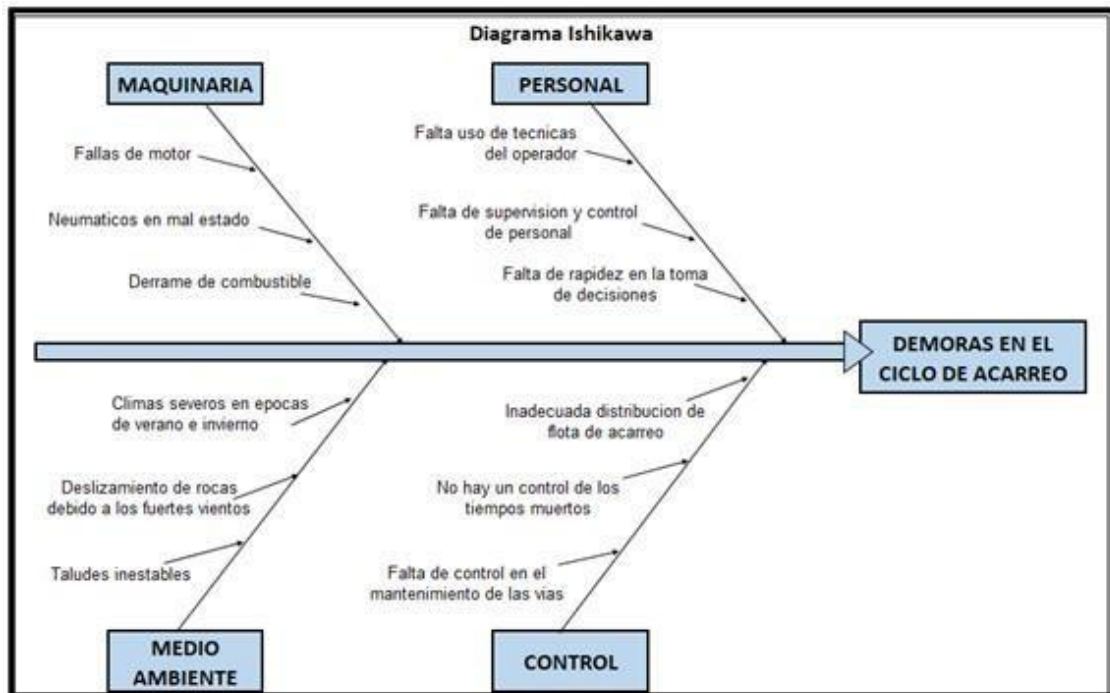 Diagrama Ishikawa
MAQUINARIA
PERSONAL
Fallas de motor
Neumaticos en mal estado
Derrame de combustible
Falta uso de tecnicas
del operador
Falta de supervision y control
de personal
Falta de rapidez en la toma
de decisiones
DEMORAS EN EL
CICLO DE ACARREO
Climas severos en epocas
de verano e invierno
Deslizamiento de rocas
debido a los fuertes vientos
Taludes inestables
Inadecuada distribucion de
flota de acarreo
No hay un control de los
tiempos muertos
Falta de control en el
mantenimiento de las vias
MEDIO
AMBIENTE
CONTROL